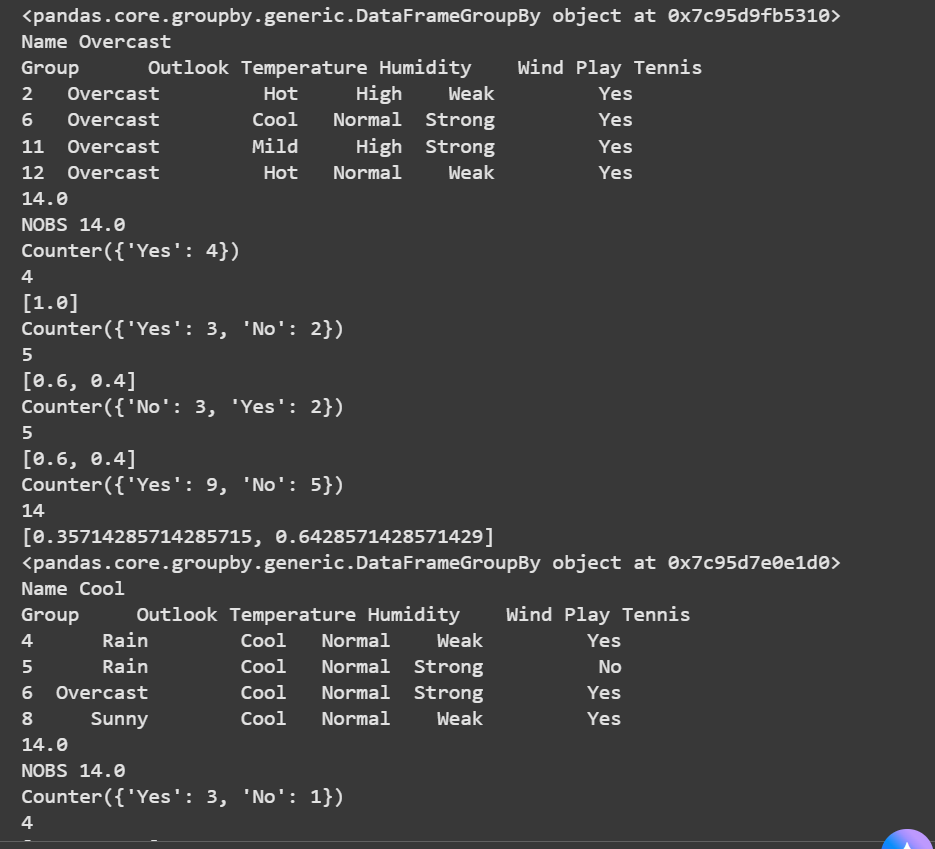 <pandas.core.groupby.generic.DataFrameGroupBy object at 0x7c95d9fb5310>
Name Overcast
Group      Outlook Temperature Humidity    Wind Play Tennis
2   Overcast         Hot     High    Weak         Yes
6   Overcast        Cool   Normal  Strong         Yes
11  Overcast        Mild     High  Strong         Yes
12  Overcast         Hot   Normal    Weak         Yes
14.0
NOBS 14.0
Counter({'Yes': 4})
4
[1.0]
Counter({'Yes': 3, 'No': 2})
5
[0.6, 0.4]
Counter({'No': 3, 'Yes': 2})
5
[0.6, 0.4]
Counter({'Yes': 9, 'No': 5})
14
[0.35714285714285715, 0.6428571428571429]
<pandas.core.groupby.generic.DataFrameGroupBy object at 0x7c95d7e0e1d0>
Name Cool
Group     Outlook Temperature Humidity    Wind Play Tennis
4      Rain        Cool   Normal    Weak         Yes
5      Rain        Cool   Normal  Strong          No
6  Overcast        Cool   Normal  Strong         Yes
8     Sunny        Cool   Normal    Weak         Yes
14.0
NOBS 14.0
Counter({'Yes': 3, 'No': 1})
4